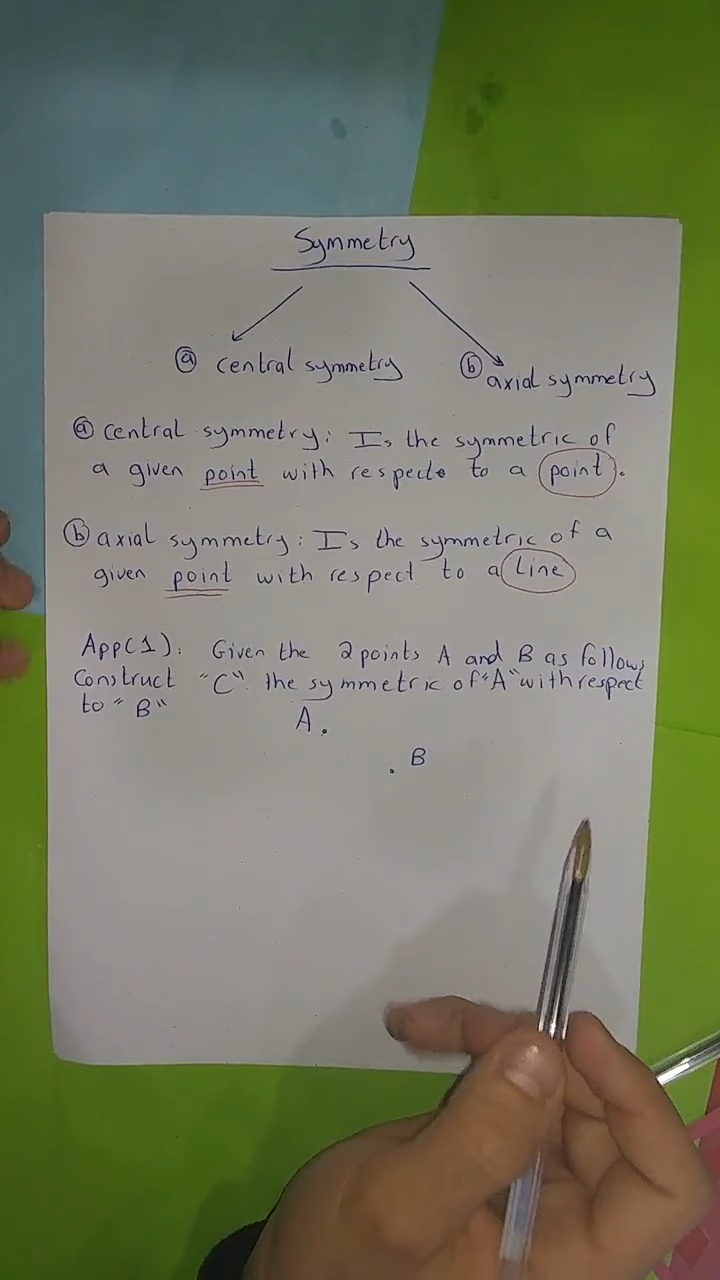 Symmetry
ⓐ central symmetry
ⓑ axial symmetry
ⓐ central symmetry: Is the symmetric of
a given point with respecte to a point.
ⓑ axial symmetry: Is the symmetric of a
given point with respect to a Line
App(1): Given the 2 points A and B as follows
Construct "C" the symmetric of "A" with respect
to "B"
A.
. B